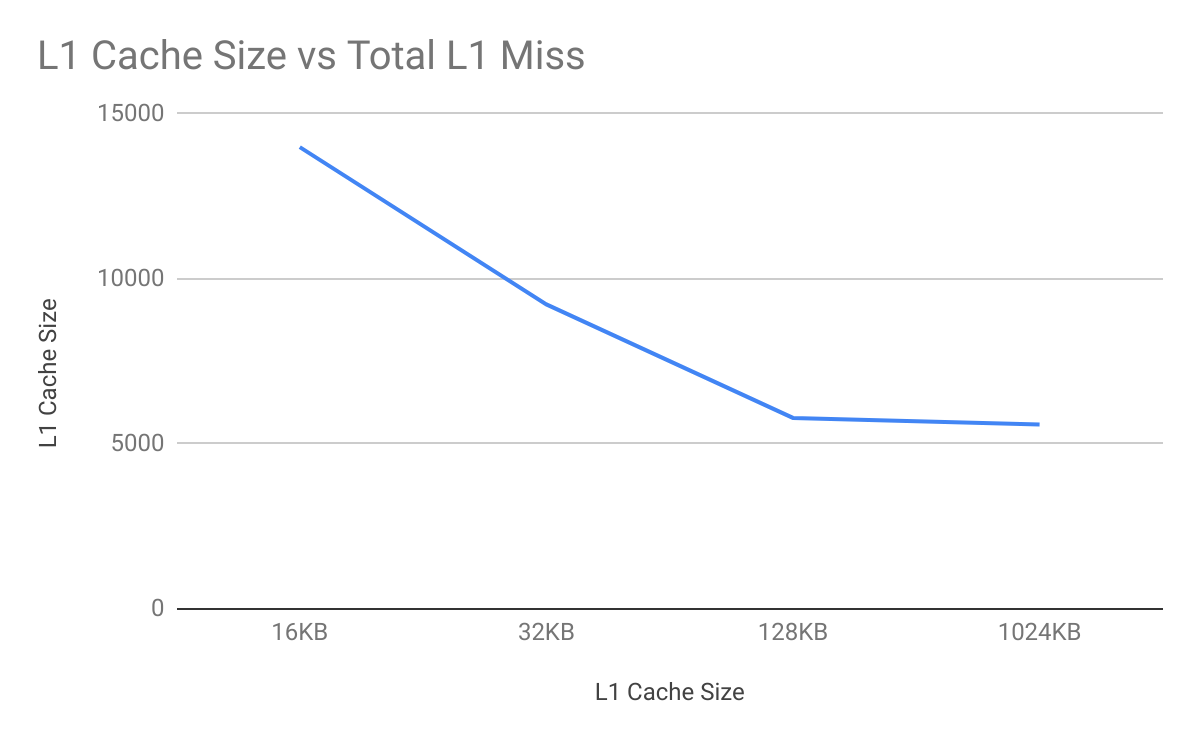 L1 Cache Size vs Total L1 Miss
15000
10000
5000
0
L1 Cache Size
16KB 32KB 128KB 1024KB
L1 Cache Size